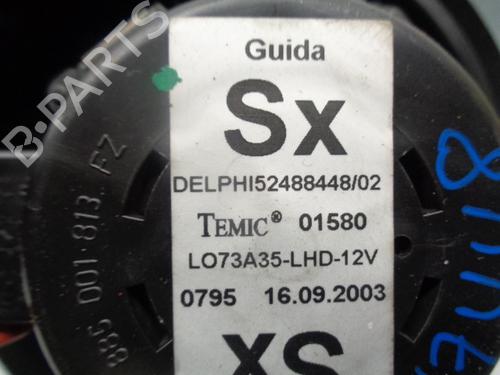 Guida
Sx
DELPHI52488448/02
TEMIC® 01580
LO73A35-LHD-12V
0795 16.09.2003
XS
885 001 813 FZ
B-PARTS